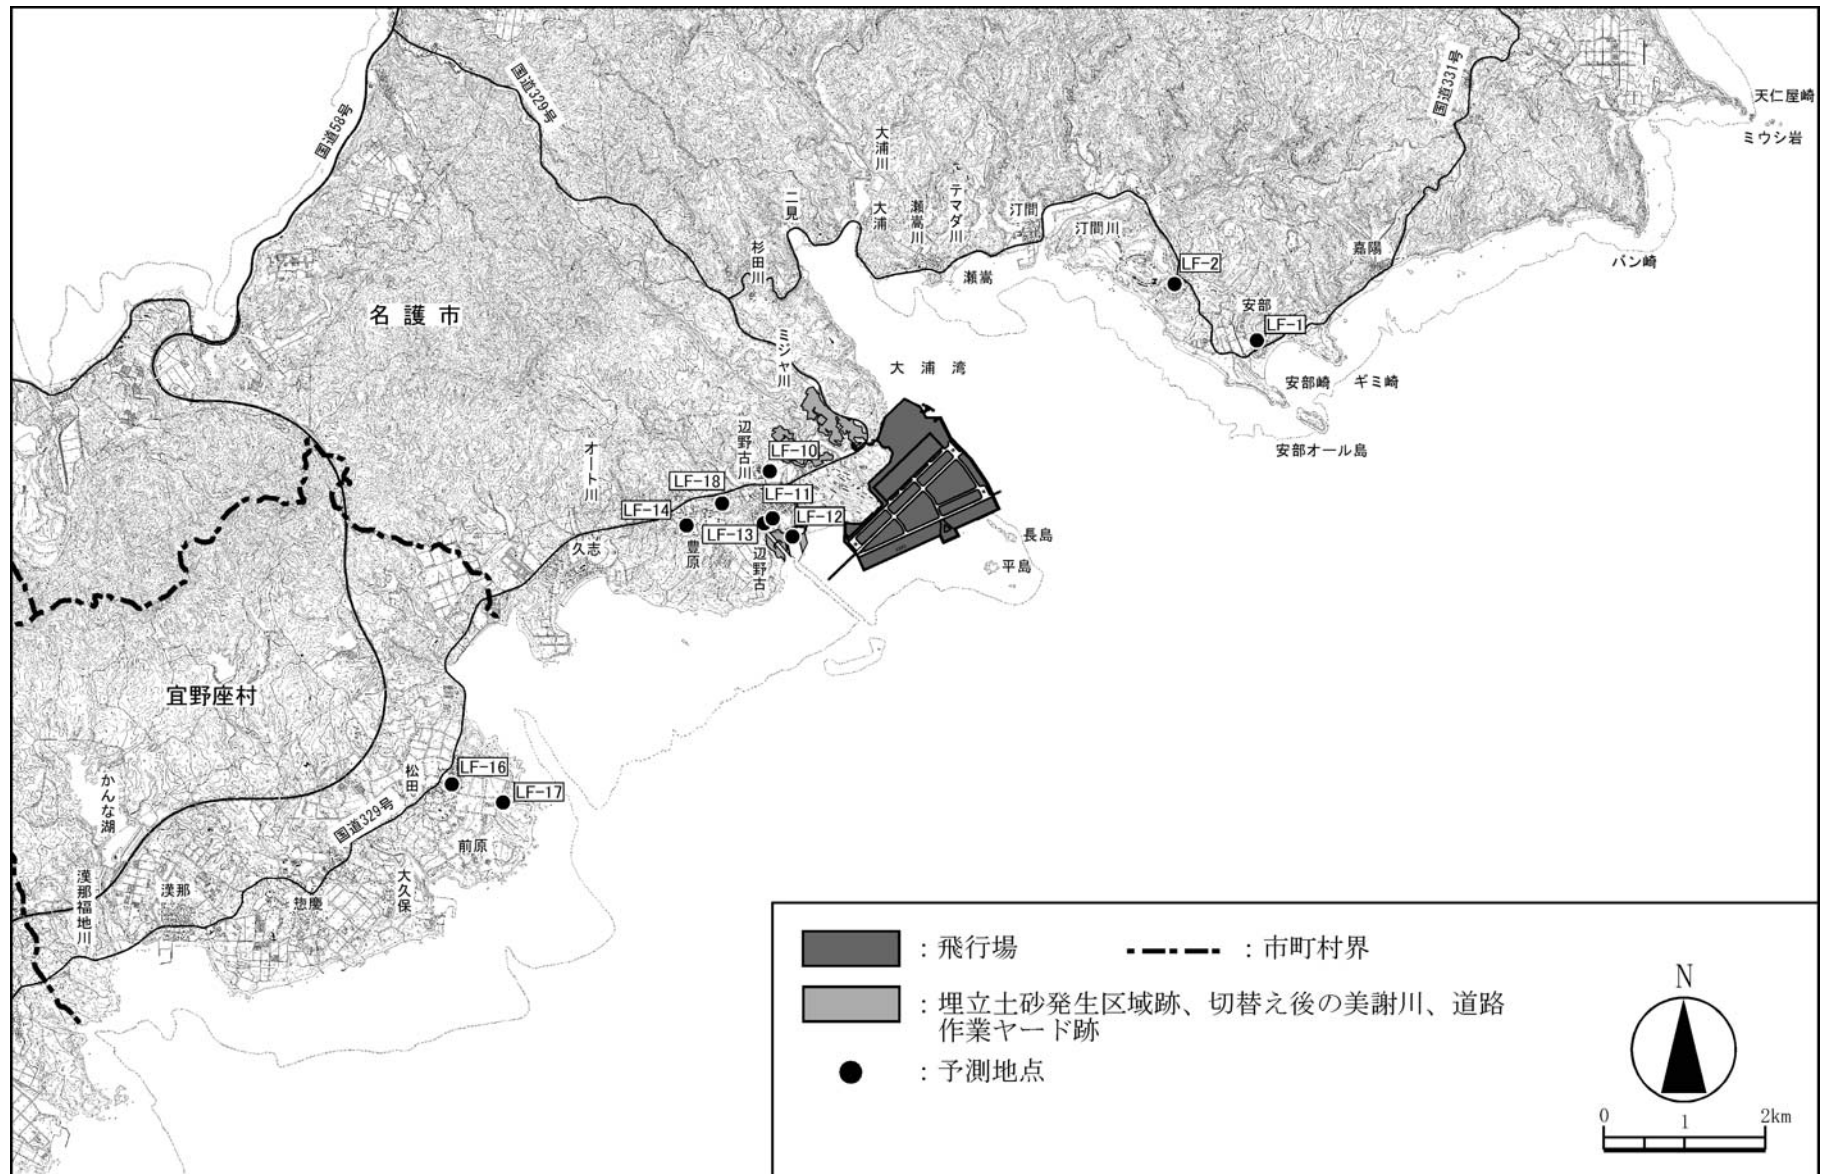 国道58号
国道329号
国道331号
天仁屋崎
ミウシ岩
バン崎
大浦川
大浦
瀬嵩川
テマダ川
汀間
汀間川
二見
杉田川
瀬嵩
嘉陽
LF-2
安部
LF-1
名護市
ミジャ川
大浦湾
安部崎
ギミ崎
安部オール島
辺野古川
オート川
LF-10
LF-18
LF-11
LF-14
LF-13
LF-12
久志
豊原
辺野古
長島
平島
宜野座村
かんな湖
松田
LF-16
LF-17
国道329号
前原
大久保
漢那福地川
漢那
惣慶
：飛行場
：市町村界
：埋立土砂発生区域跡、切替え後の美謝川、道路
作業ヤード跡
：予測地点
N
0 1 2km